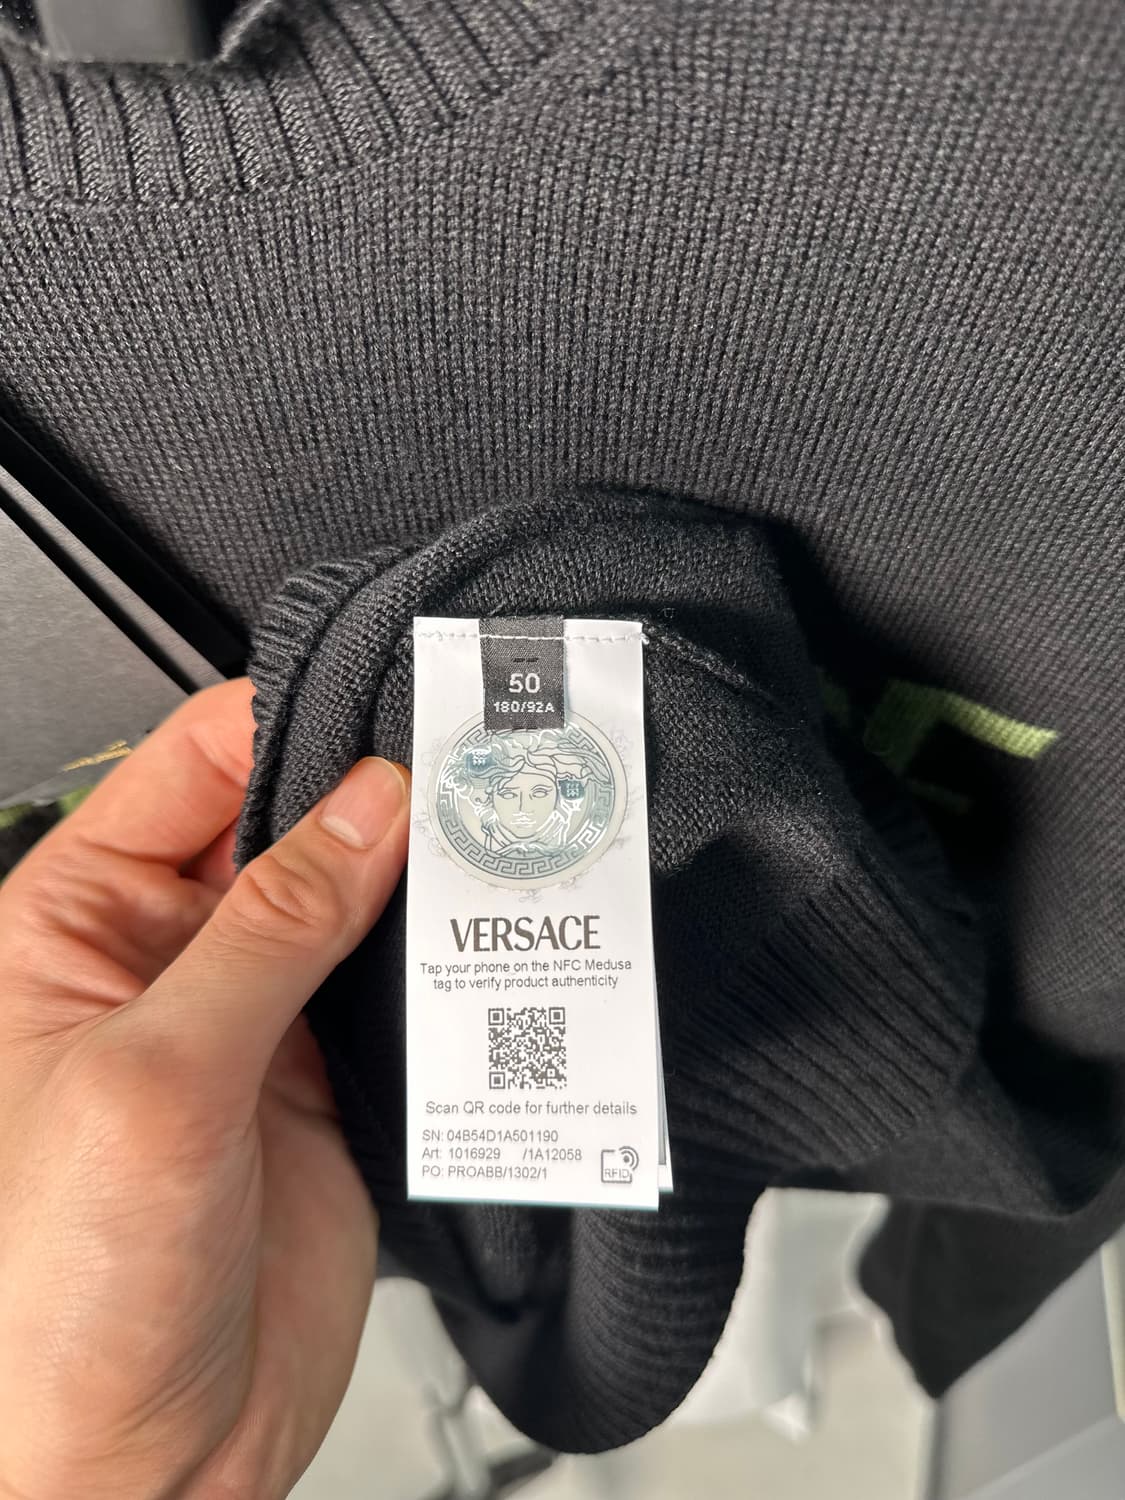 50
180/92A
VERSACE
Tap your phone on the NFC Medusa
tag to verify product authenticity
Scan QR code for further details
SN: 04B54D1A501190
Art: 1016929 /1A12058
PO: PROABB/1302/1
RFID